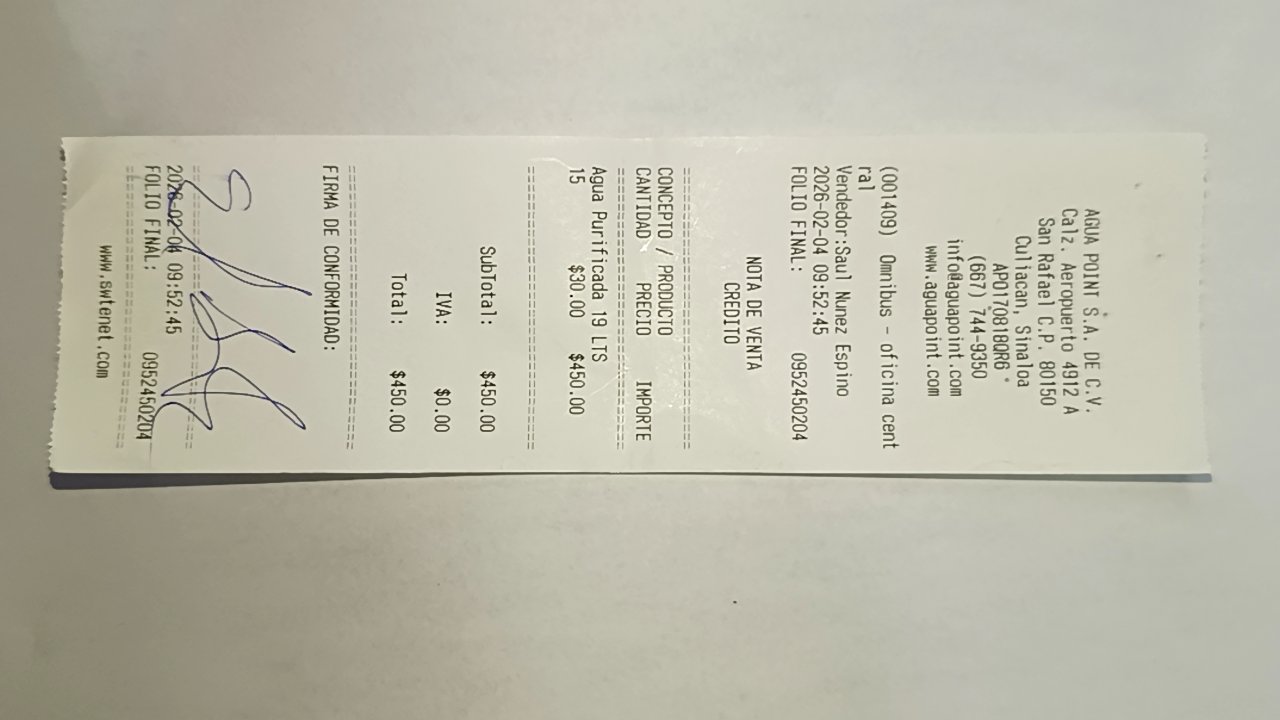 AGUA POINT S.A. DE C.V.
Calz. Aeropuerto 4912 A
San Rafael C.P. 80150
Culiacan, Sinaloa
APO170818QR6
(667) 744-9350
info@aguapoint.com
www.aguapoint.com
(001409) Omnibus - oficina cent
ral
Vendedor:Saul Nunez Espino
2026-02-04 09:52:45
FOLIO FINAL: 0952450204
NOTA DE VENTA
CREDITO
================================
CONCEPTO / PRODUCTO
CANTIDAD PRECIO IMPORTE
================================
Agua Purificada 19 LTS
15 $30.00 $450.00
================================
SubTotal: $450.00
IVA: $0.00
Total: $450.00
================================
FIRMA DE CONFORMIDAD:
================================
2026-02-04 09:52:45
FOLIO FINAL: 0952450204
================================
www.swtenet.com